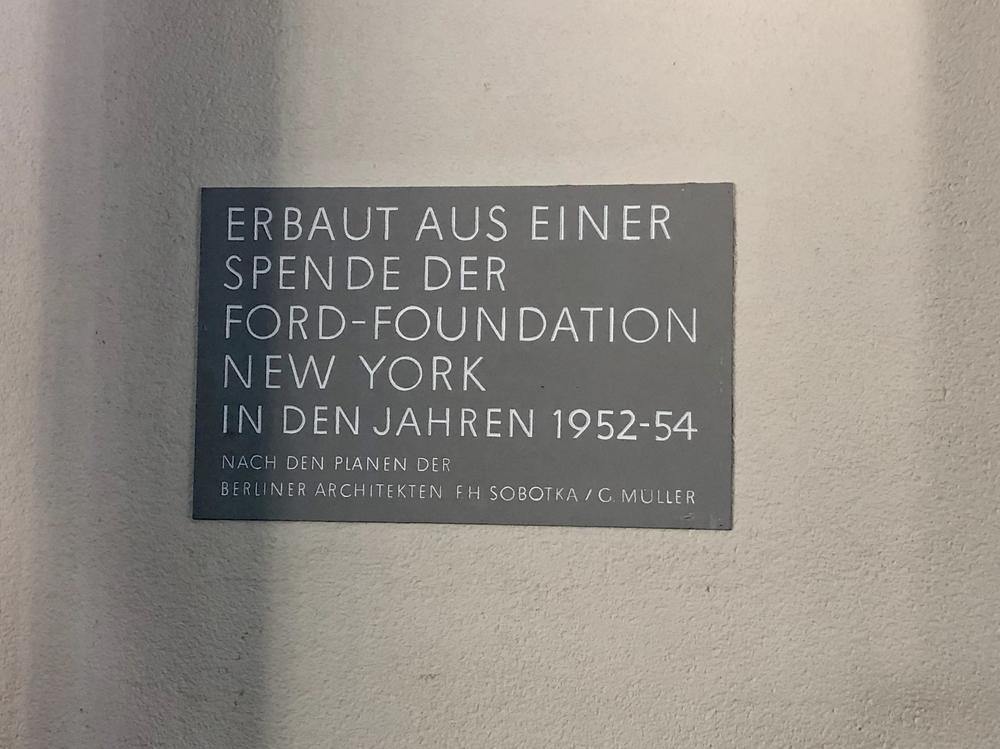 ERBAUT AUS EINER
SPENDE DER
FORD-FOUNDATION
NEW YORK
IN DEN JAHREN 1952-54
NACH DEN PLANEN DER
BERLINER ARCHITEKTEN F.H SOBOTKA / G. MÜLLER